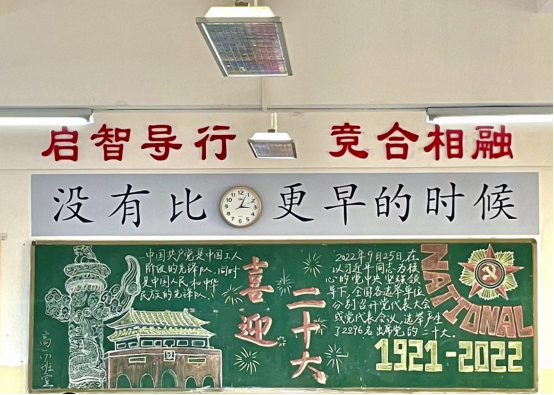 启智导行 竞合相融
没有比 更早的时候
中国共产党是中国工人
阶级的先锋队,同时
是中国人民和中华
民族的先锋队。
喜迎
二十大
2022年9月25日,在
以习近平同志为核
心的党中央坚强领
导下,全国各选举单位
分别召开党代表大会
或党代表会议,选举产生
了2296名出席党的二十大。
NATIONAL
1921-2022